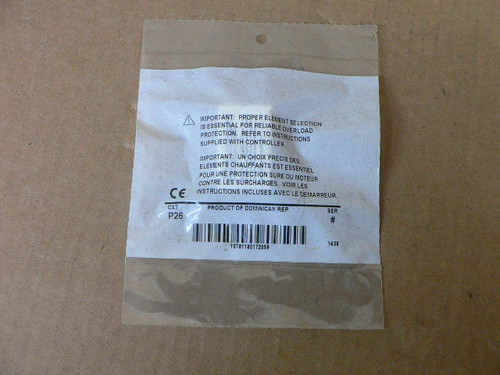 IMPORTANT: PROPER ELEMENT SELECTION
IS ESSENTIAL FOR RELIABLE OVERLOAD
PROTECTION. REFER TO INSTRUCTIONS
SUPPLIED WITH CONTROLLER.
IMPORTANT: UN CHOIX PRECIS DES
ELEMENTS CHAUFFANTS EST ESSENTIEL
POUR UNE PROTECTION SURE DU MOTEUR
CONTRE LES SURCHARGES. VOIR LES
INSTRUCTIONS INCLUSES AVEC LE DEMARREUR.
CE
CAT PRODUCT OF DOMINICAN REP. SER
P26 #
1438